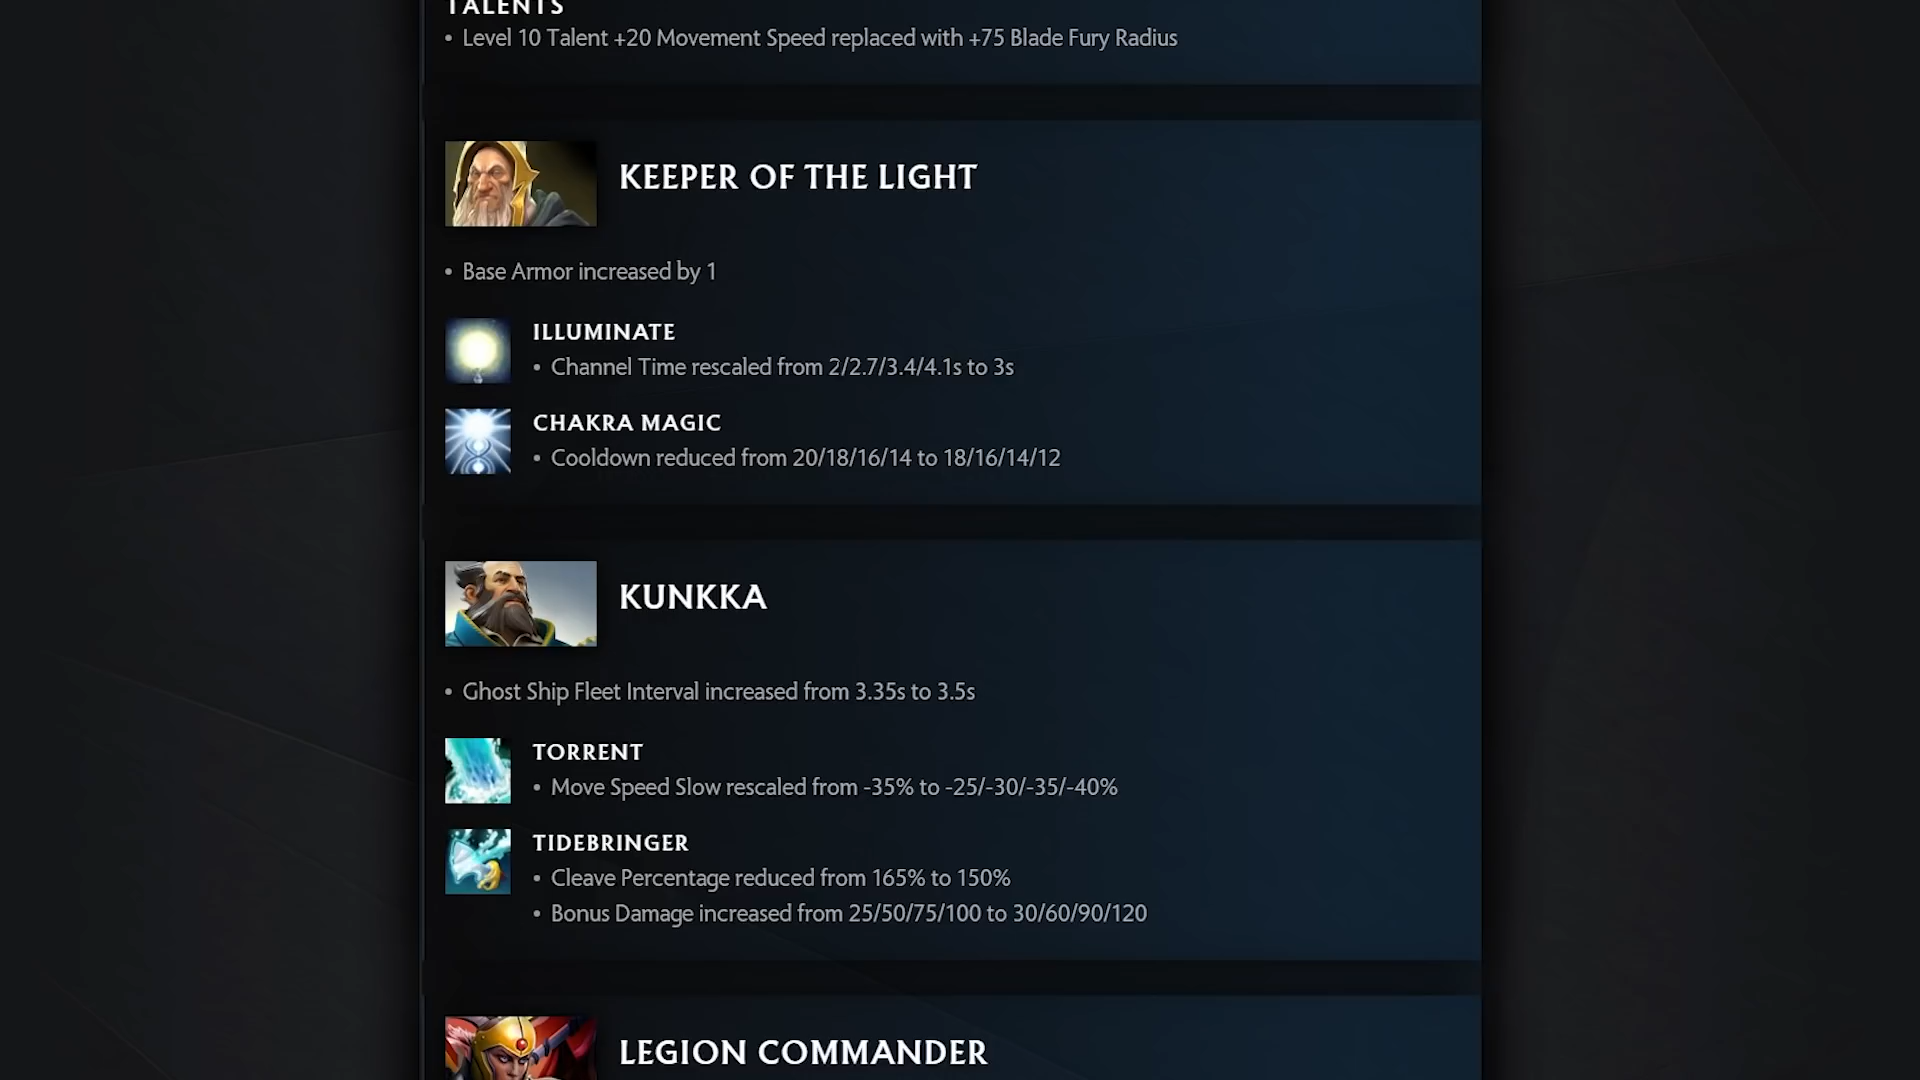 TALENTS
• Level 10 Talent +20 Movement Speed replaced with +75 Blade Fury Radius
KEEPER OF THE LIGHT
• Base Armor increased by 1
ILLUMINATE
• Channel Time rescaled from 2/2.7/3.4/4.1s to 3s
CHAKRA MAGIC
• Cooldown reduced from 20/18/16/14 to 18/16/14/12
KUNKKA
• Ghost Ship Fleet Interval increased from 3.35s to 3.5s
TORRENT
• Move Speed Slow rescaled from -35% to -25/-30/-35/-40%
TIDEBRINGER
• Cleave Percentage reduced from 165% to 150%
• Bonus Damage increased from 25/50/75/100 to 30/60/90/120
LEGION COMMANDER